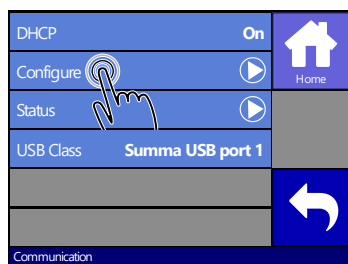 DHCP On
Configure
Home
Status
USB Class Summa USB port 1
Communication